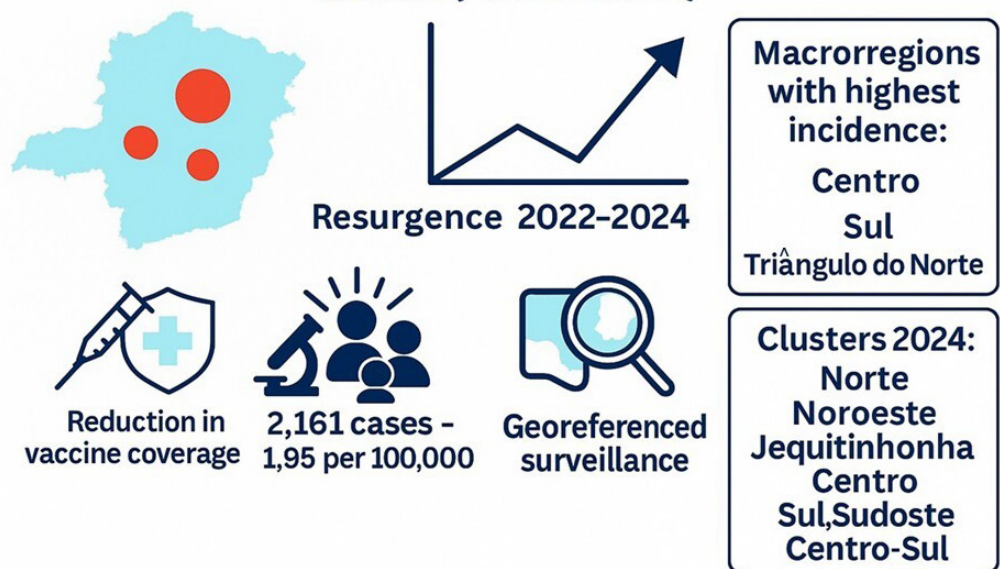 Resurgence 2022–2024
Macrorregions
with highest
incidence:
Centro
Sul
Triângulo do Norte
Reduction in
vaccine coverage
2,161 cases –
1,95 per 100,000
Georeferenced
surveillance
Clusters 2024:
Norte
Noroeste
Jequitinhonha
Centro
Sul,Sudoste
Centro-Sul